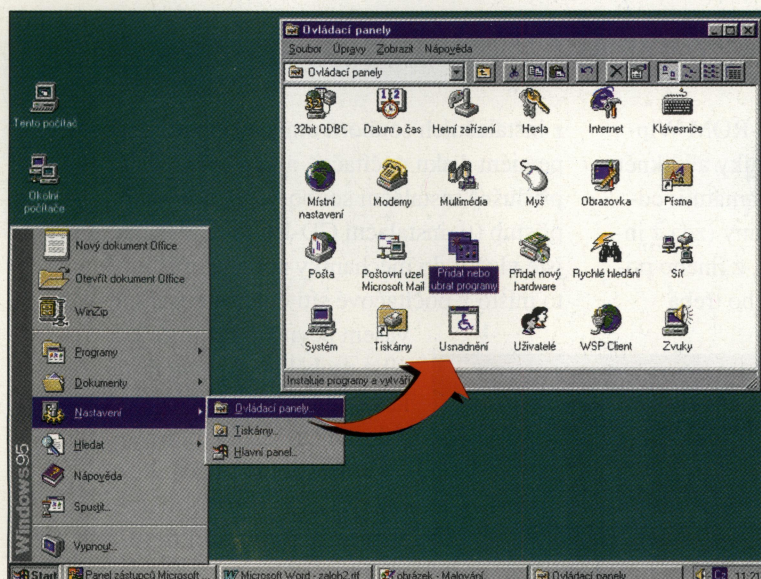 Ovládací panely
Soubor Úpravy Zobrazit Nápověda
Ovládací panely
32bit ODBC
Datum a čas
Herní zařízení
Hesla
Internet
Klávesnice
Místní nastavení
Modemy
Multimédia
Myš
Obrazovka
Písma
Pošta
Poštovní uzel
Microsoft Mail
Přidat nebo
ubrat programy
Přidat nový
hardware
Rychlé hledání
Síť
Systém
Tiskárny
Usnadnění
Uživatelé
WSP Client
Zvuky
Instaluje programy a vytváří
Tento počítač
Okolní
počítače
Nový dokument Office
Otevřít dokument Office
WinZip
Programy
Dokumenty
Nastavení
Hledat
Nápověda
Spustit...
Vypnout...
Windows95
Ovládací panely...
Tiskárny...
Hlavní panel...
Start
Panel zástupců Microsoft
Microsoft Word - zaloh2.rtf
obrázek - Malování
Ovládací panely